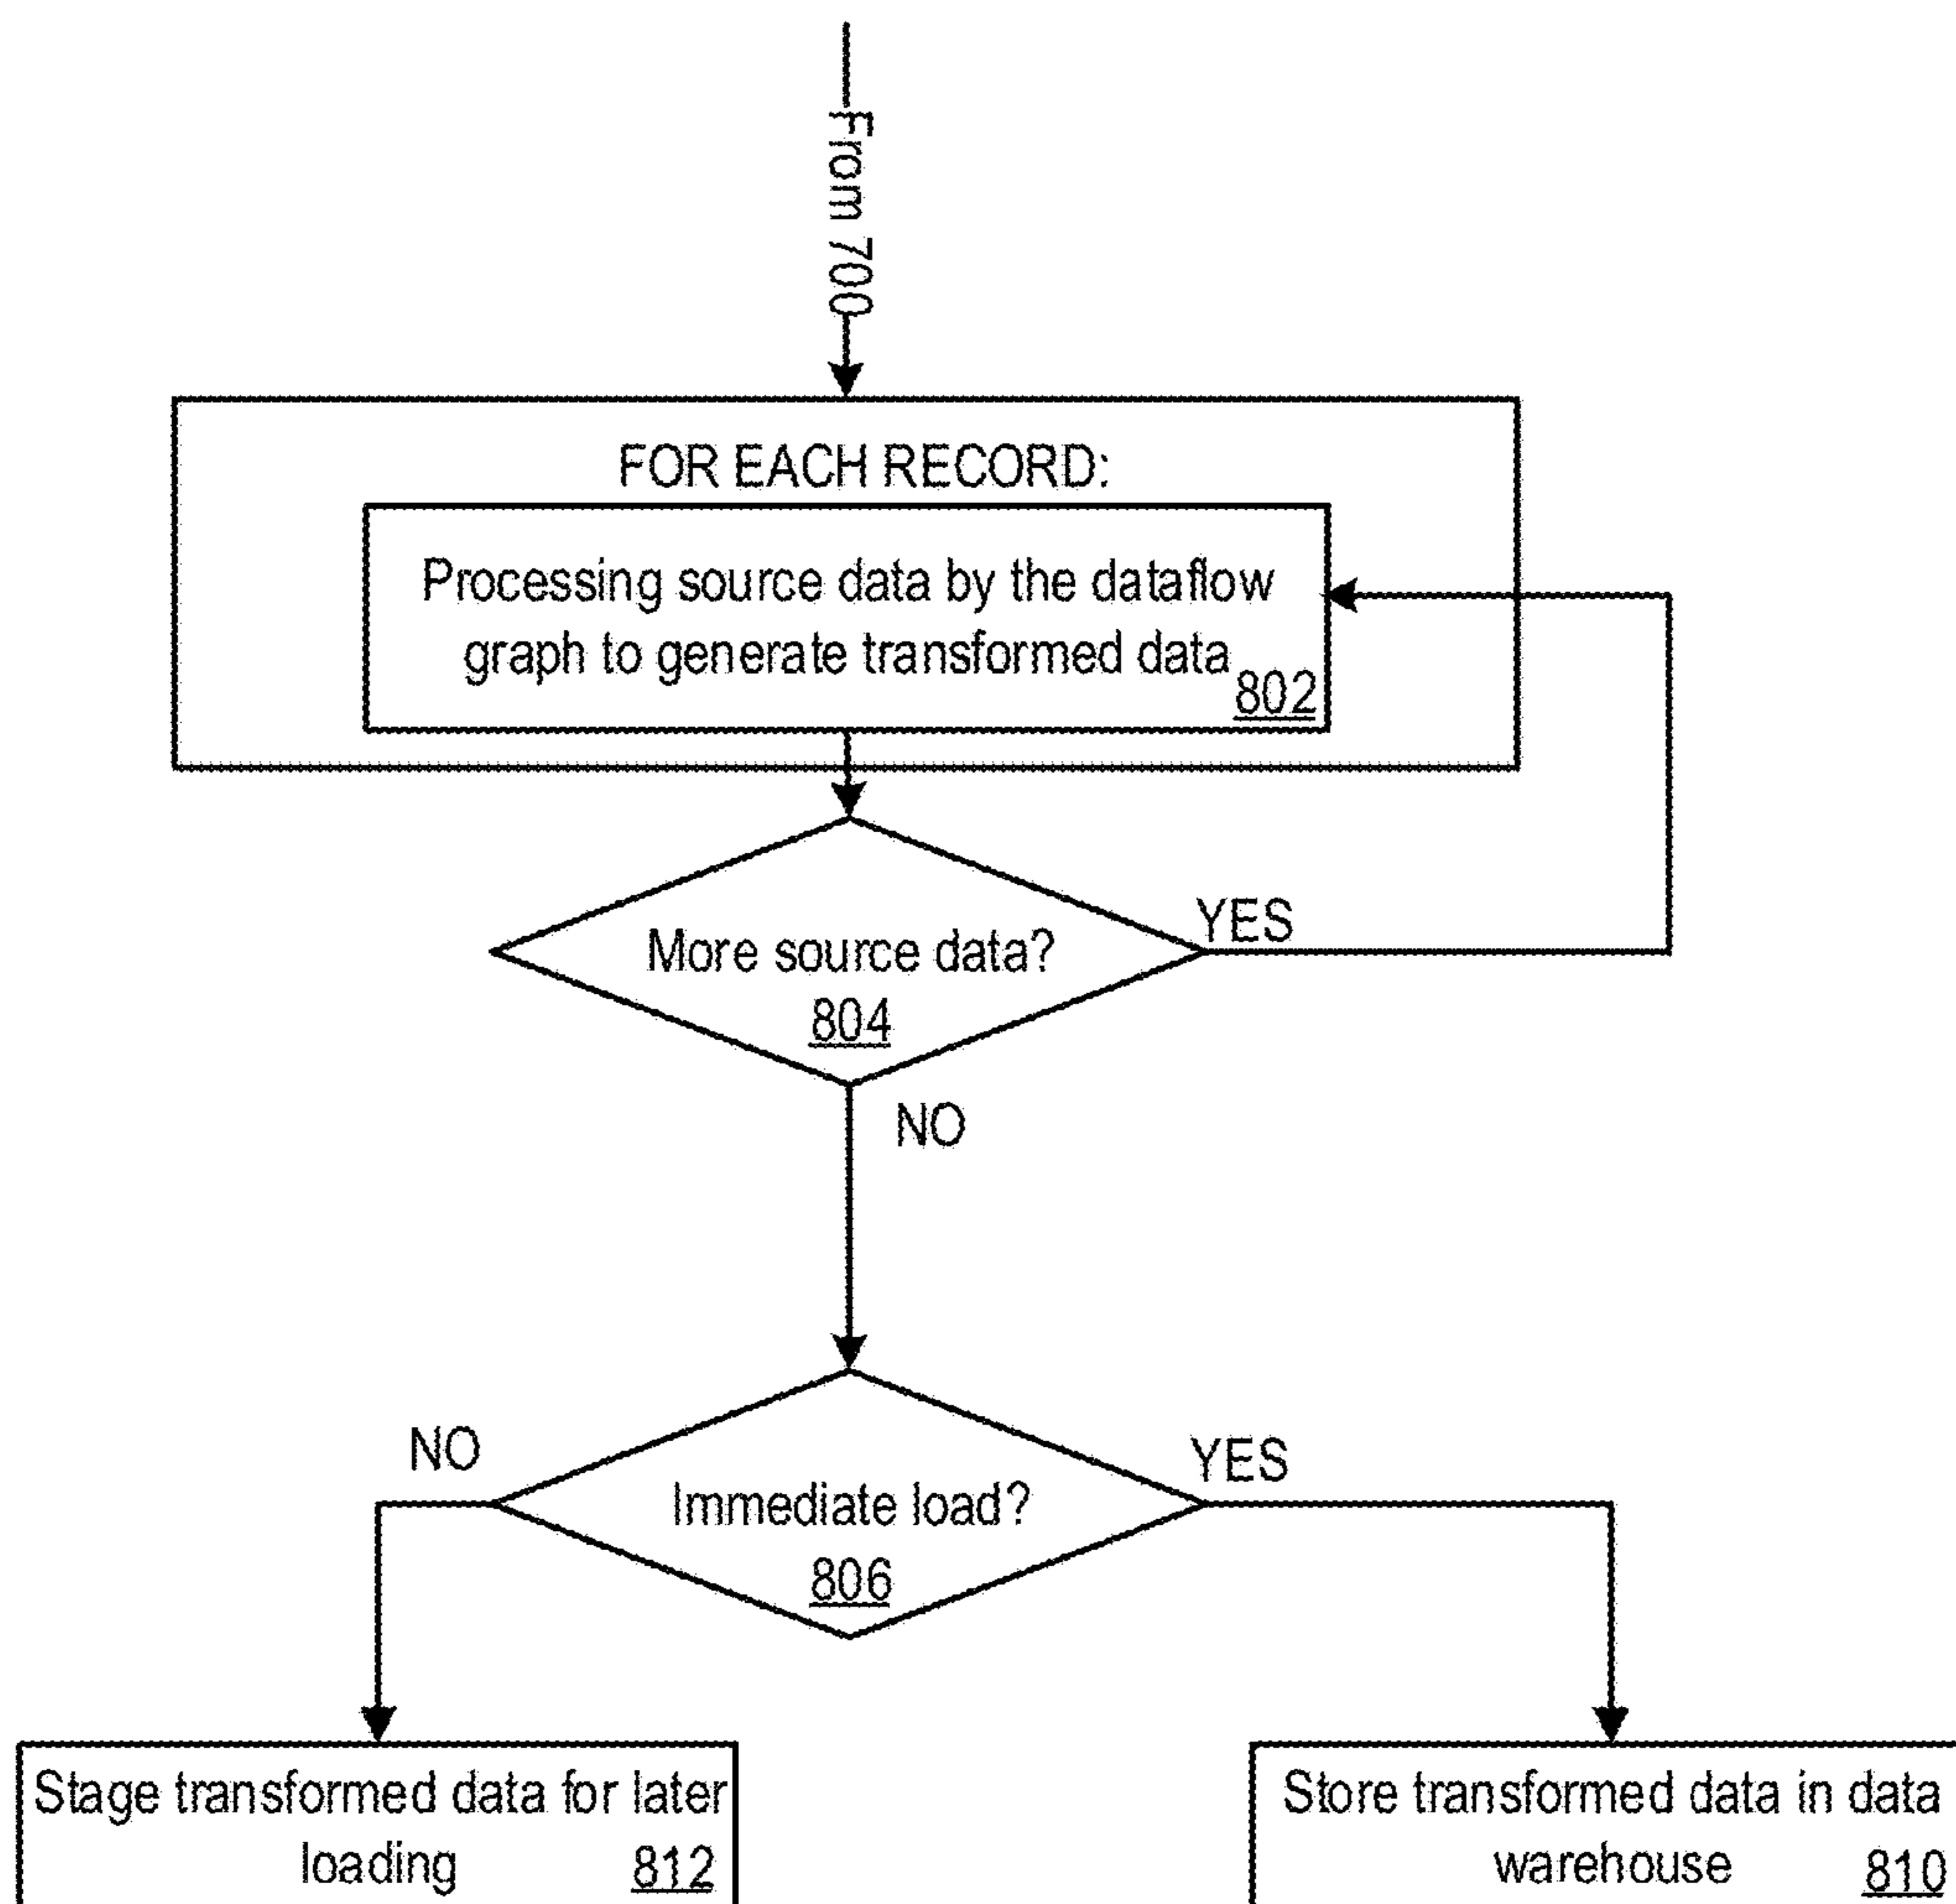 From 700
FOR EACH RECORD:
Processing source data by the dataflow
graph to generate transformed data
802
YES
More source data?
804
NO
NO
YES
Immediate load?
806
Stage transformed data for later
loading 812
Store transformed data in data
warehouse 810